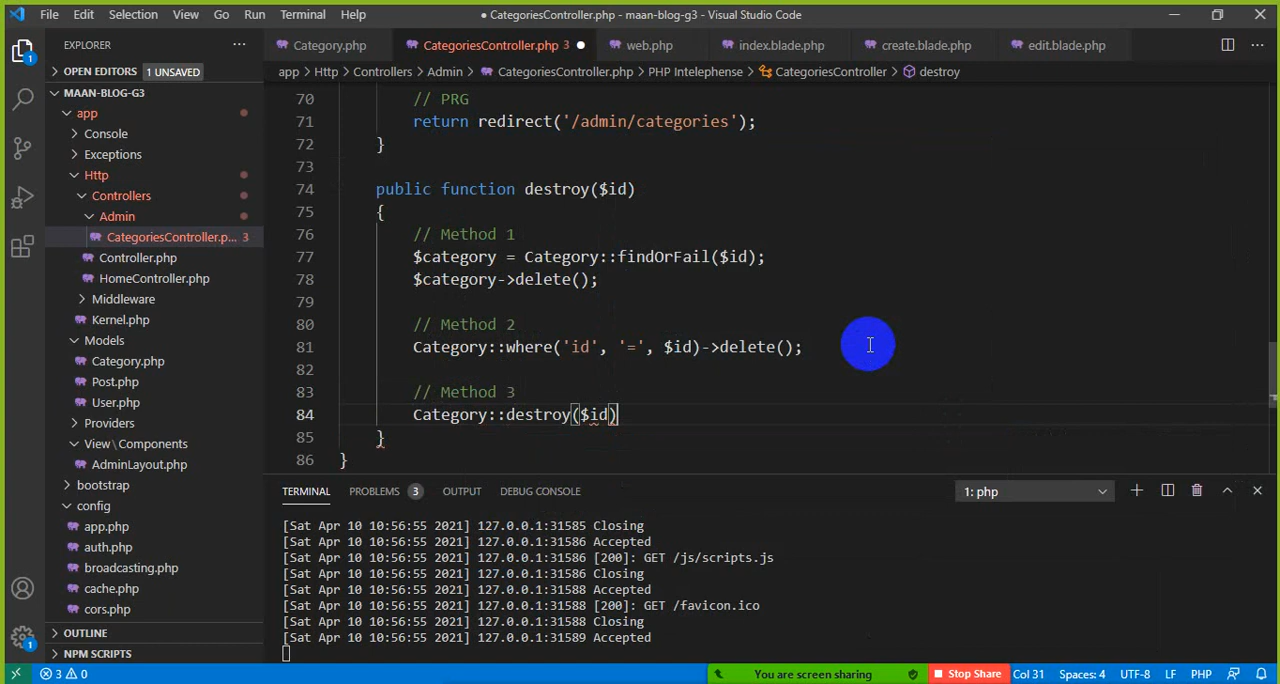 File Edit Selection View Go Run Terminal Help
● CategoriesController.php - maan-blog-g3 - Visual Studio Code
EXPLORER
Category.php CategoriesController.php 3 web.php index.blade.php create.blade.php edit.blade.php
1
OPEN EDITORS 1 UNSAVED
app > Http > Controllers > Admin > CategoriesController.php > PHP Intelephense > CategoriesController > destroy
MAAN-BLOG-G3
app
Console
Exceptions
Http
Controllers
Admin
CategoriesController.p... 3
Controller.php
HomeController.php
Middleware
Kernel.php
Models
Category.php
Post.php
User.php
Providers
View\Components
AdminLayout.php
bootstrap
config
app.php
auth.php
broadcasting.php
cache.php
cors.php
OUTLINE
NPM SCRIPTS
1
70 // PRG
71 return redirect('/admin/categories');
72 }
73
74 public function destroy($id)
75 {
76 // Method 1
77 $category = Category::findOrFail($id);
78 $category->delete();
79
80 // Method 2
81 Category::where('id', '=', $id)->delete();
82
83 // Method 3
84 Category::destroy($id)
85 }
86 }
TERMINAL PROBLEMS 3 OUTPUT DEBUG CONSOLE
1: php
[Sat Apr 10 10:56:55 2021] 127.0.0.1:31585 Closing
[Sat Apr 10 10:56:55 2021] 127.0.0.1:31586 Accepted
[Sat Apr 10 10:56:55 2021] 127.0.0.1:31586 [200]: GET /js/scripts.js
[Sat Apr 10 10:56:55 2021] 127.0.0.1:31586 Closing
[Sat Apr 10 10:56:55 2021] 127.0.0.1:31588 Accepted
[Sat Apr 10 10:56:55 2021] 127.0.0.1:31588 [200]: GET /favicon.ico
[Sat Apr 10 10:56:55 2021] 127.0.0.1:31588 Closing
[Sat Apr 10 10:56:55 2021] 127.0.0.1:31589 Accepted
3 0 You are screen sharing Stop Share Col 31 Spaces: 4 UTF-8 LF PHP